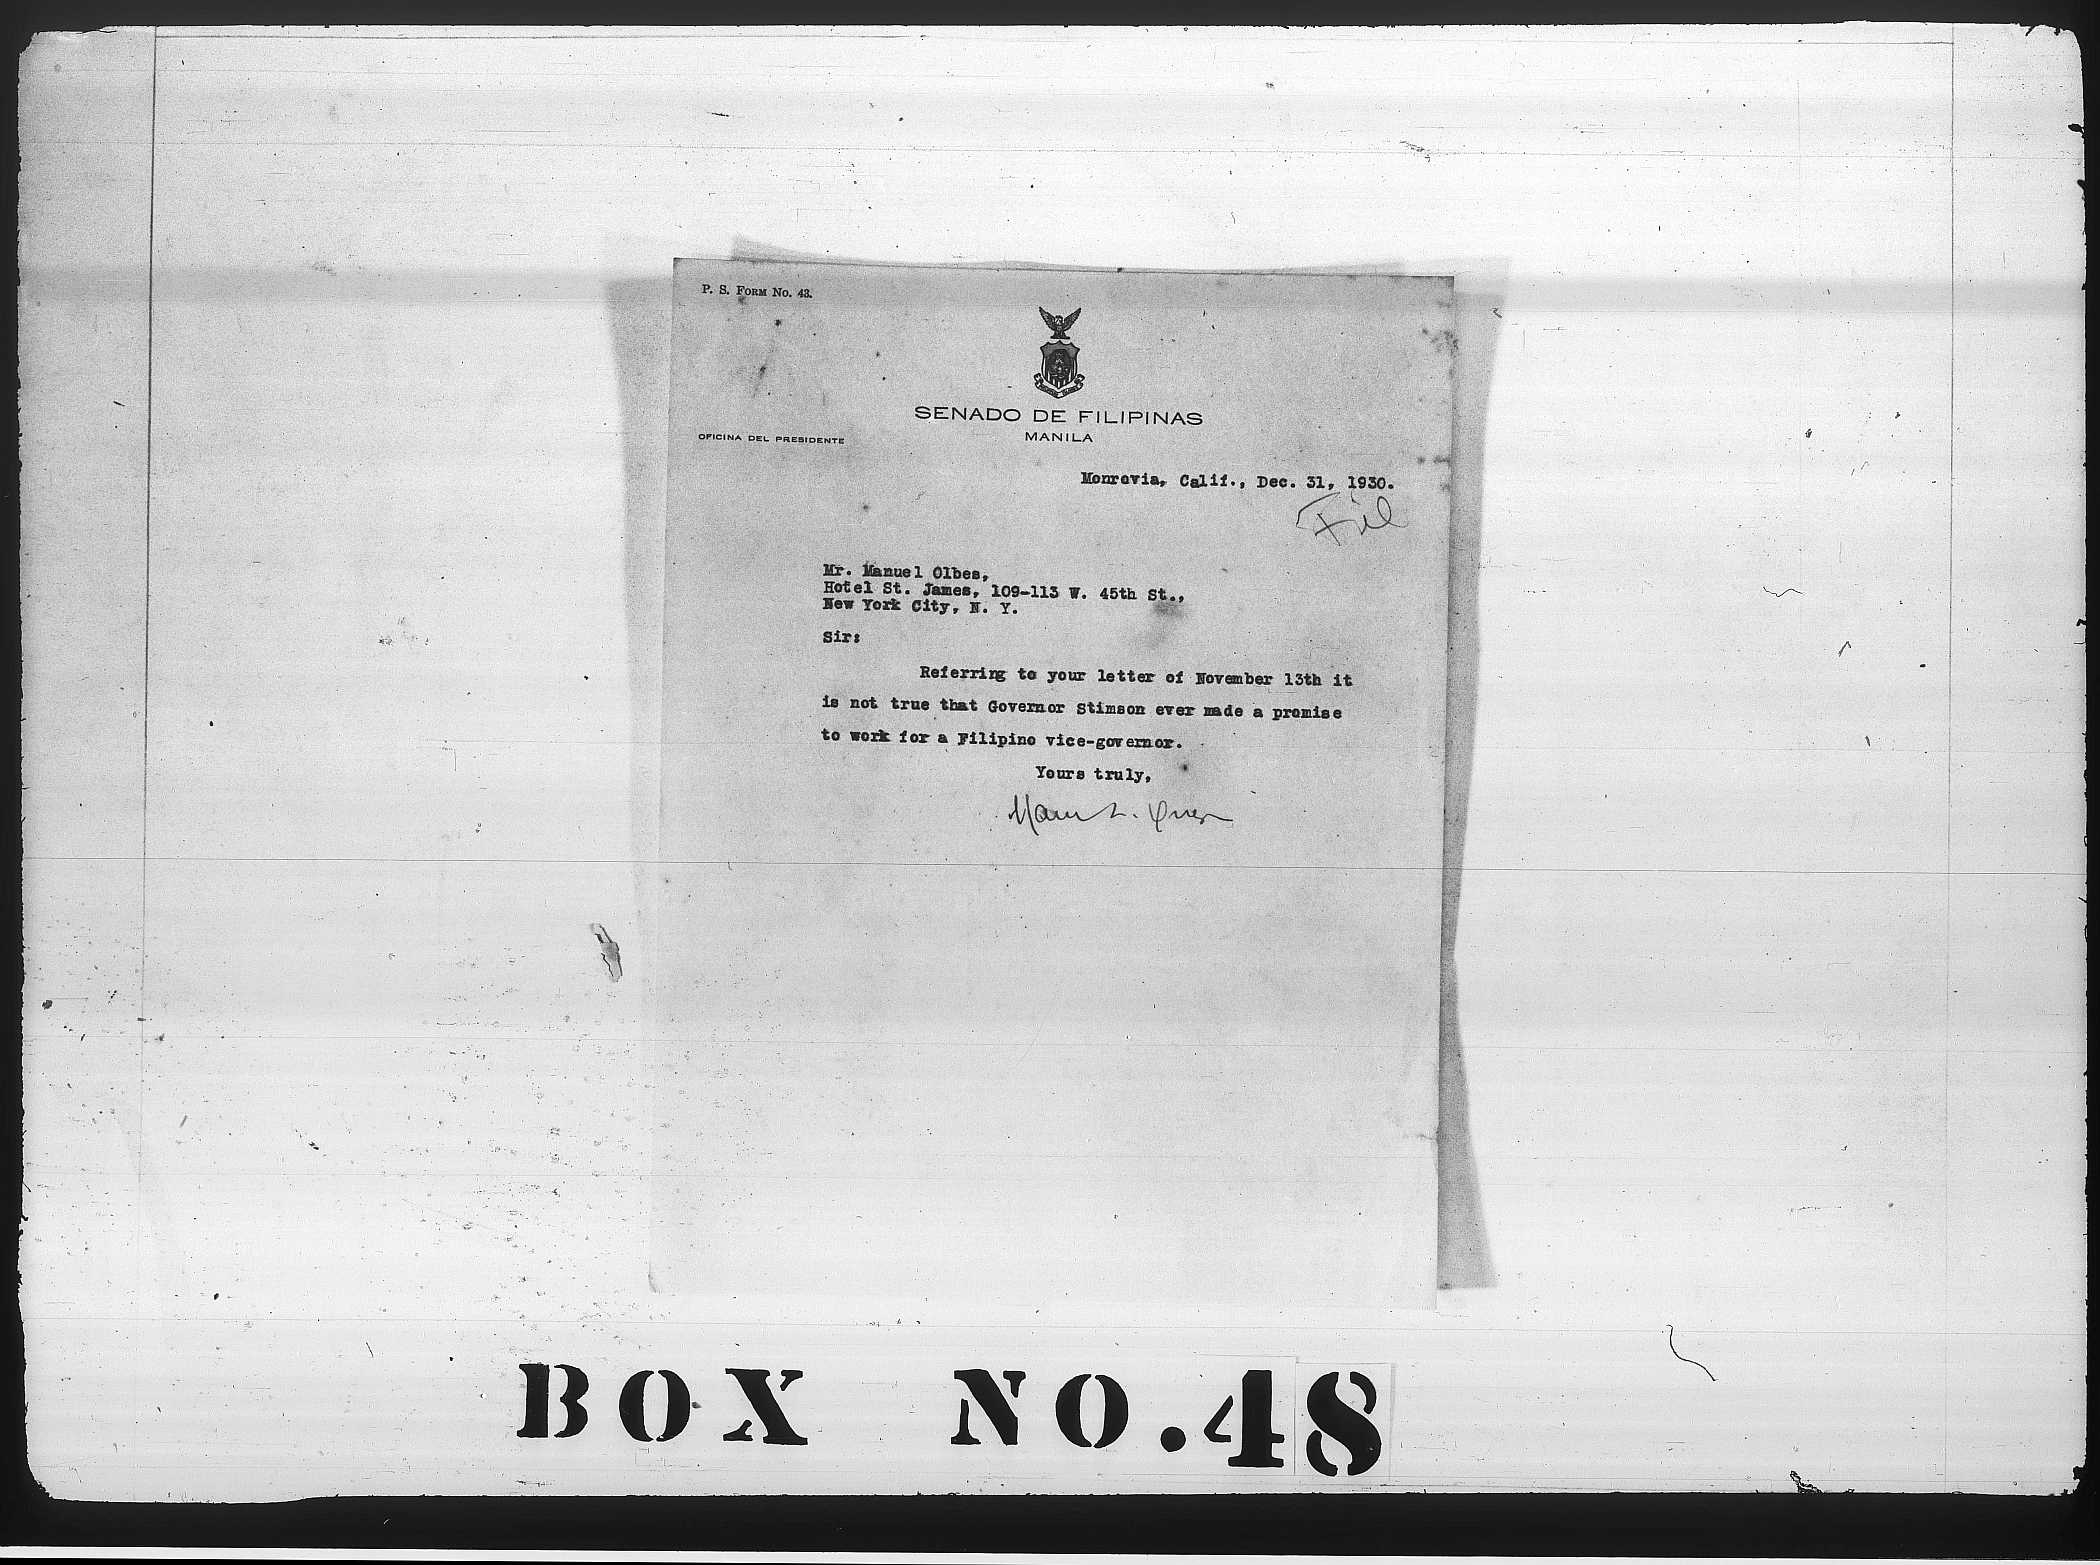 P. S. FORM NO. 43.
SENADO DE FILIPINAS
MANILA
OFICINA DEL PRESIDENTE
Monrovia, Calif., Dec. 31, 1930.
File
Mr. Manuel Olbes,
Hotel St. James, 109-113 W. 45th St.,
New York City, N. Y.
Sir:
Referring to your letter of November 13th it
is not true that Governor Stimson ever made a promise
to work for a Filipino vice-governor.
Yours truly,
BOX NO.48